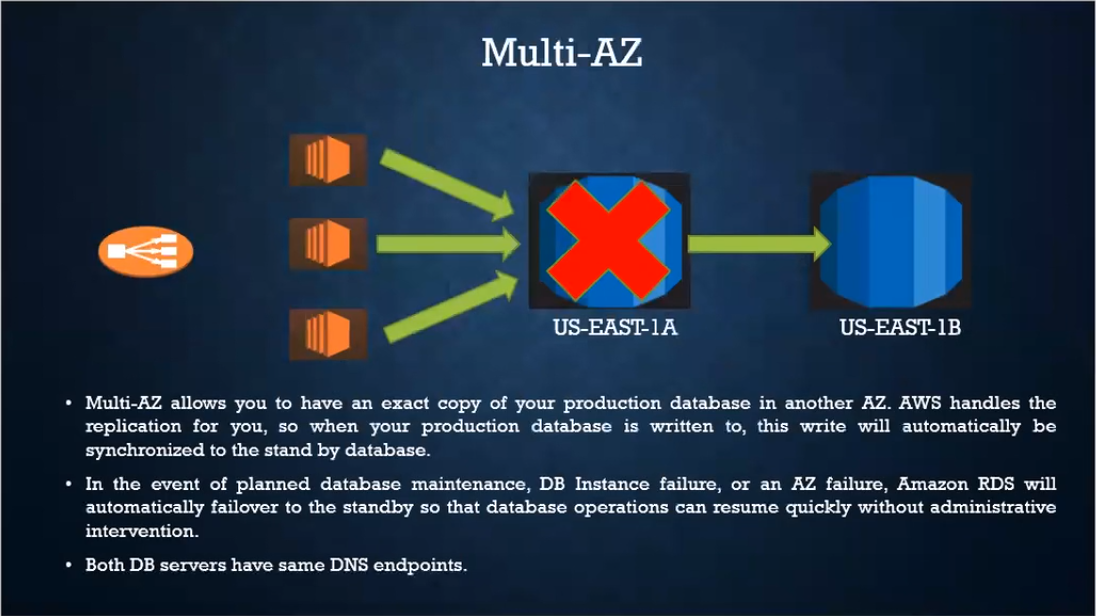 Multi-AZ
US-EAST-1A
US-EAST-1B
• Multi-AZ allows you to have an exact copy of your production database in another AZ. AWS handles the
replication for you, so when your production database is written to, this write will automatically be
synchronized to the stand by database.
• In the event of planned database maintenance, DB Instance failure, or an AZ failure, Amazon RDS will
automatically failover to the standby so that database operations can resume quickly without administrative
intervention.
• Both DB servers have same DNS endpoints.